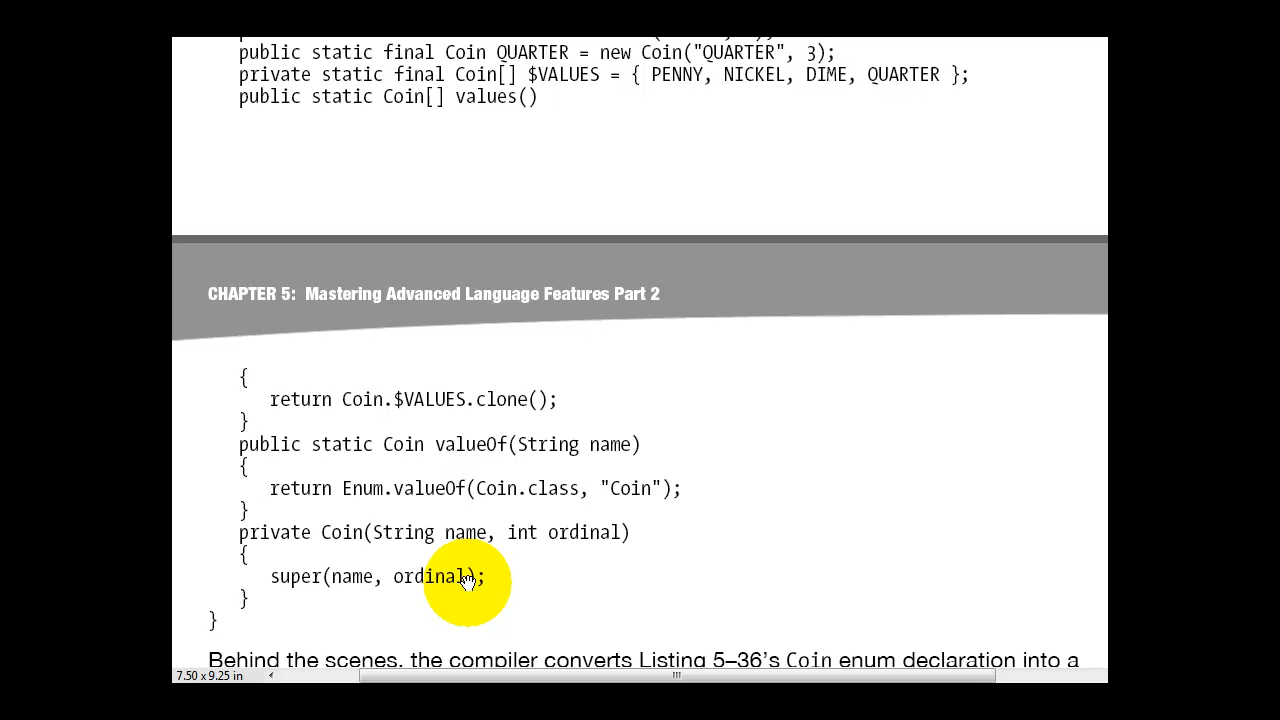 public static final Coin QUARTER = new Coin("QUARTER", 3);
private static final Coin[] $VALUES = { PENNY, NICKEL, DIME, QUARTER };
public static Coin[] values()
CHAPTER 5: Mastering Advanced Language Features Part 2
{
return Coin.$VALUES.clone();
}
public static Coin valueOf(String name)
{
return Enum.valueOf(Coin.class, "Coin");
}
private Coin(String name, int ordinal)
{
super(name, ordinal);
}
}
Behind the scenes, the compiler converts Listing 5–36's Coin enum declaration into a
7.50 x 9.25 in